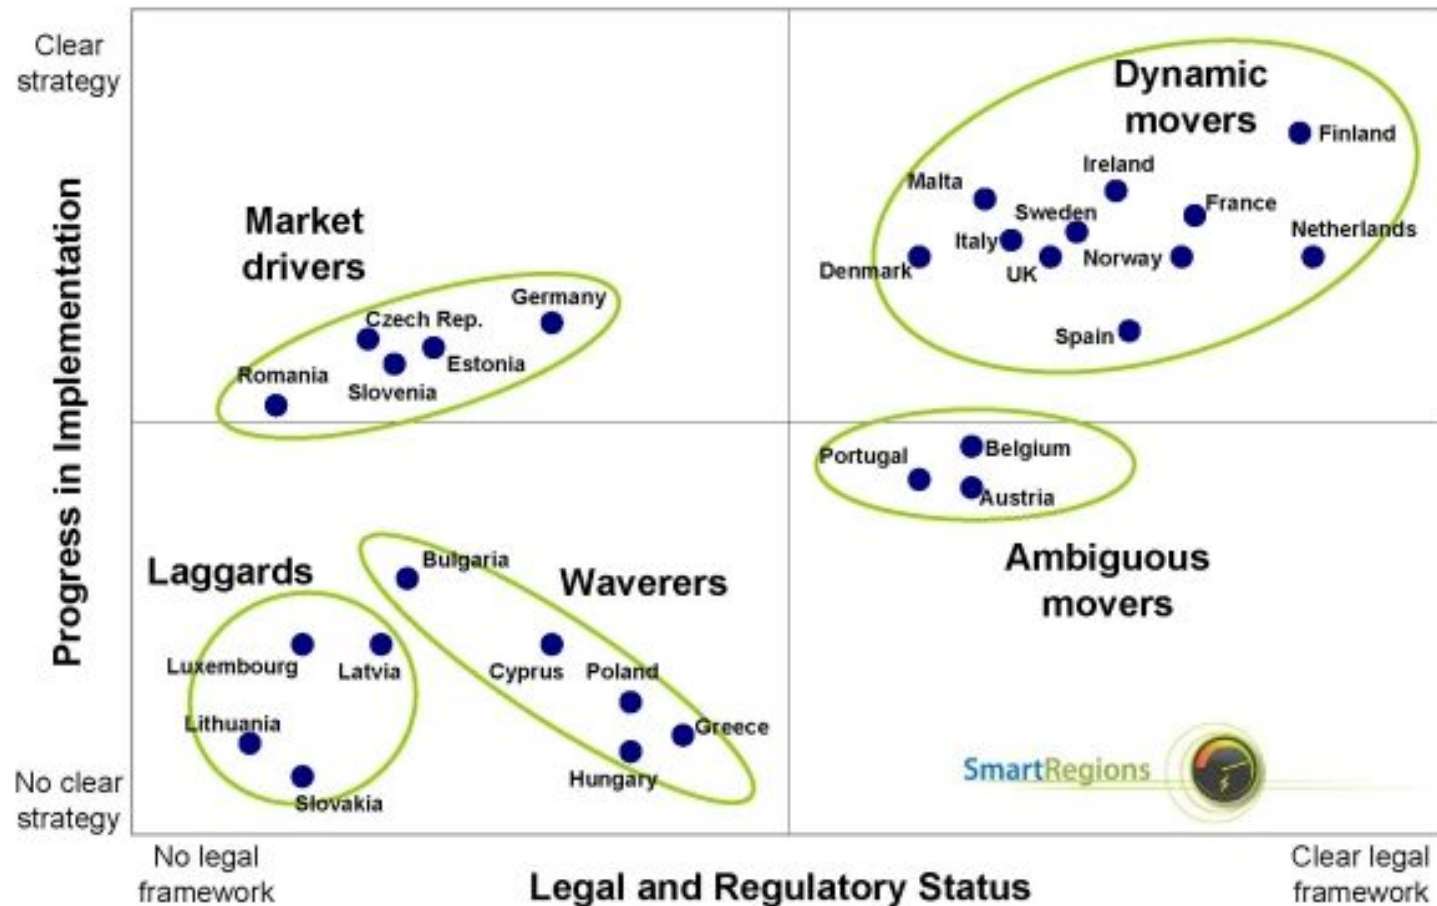 Clear
strategy
Dynamic
movers
Finland
Ireland
Malta
France
Sweden
Netherlands
Italy
Norway
Denmark
UK
Spain
Market
drivers
Germany
Czech Rep.
Estonia
Romania
Slovenia
Progress in Implementation
Belgium
Portugal
Austria
Ambiguous
movers
Laggards
Bulgaria
Waverers
Luxembourg
Latvia
Cyprus
Poland
Lithuania
Greece
Hungary
Slovakia
SmartRegions
No clear
strategy
No legal
framework
Legal and Regulatory Status
Clear legal
framework